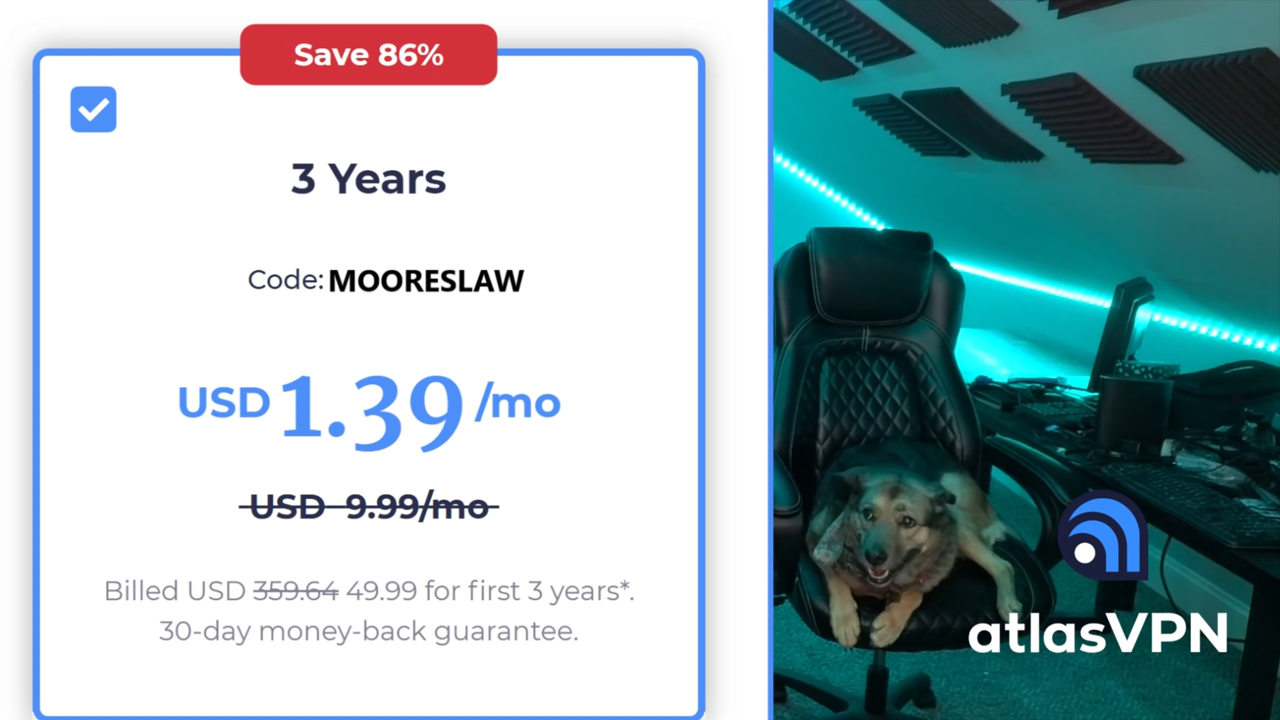 Save 86%
3 Years
Code: MOORESLAW
USD 1.39 /mo
USD 9.99/mo
Billed USD 359.64 49.99 for first 3 years*.
30-day money-back guarantee.
atlasVPN